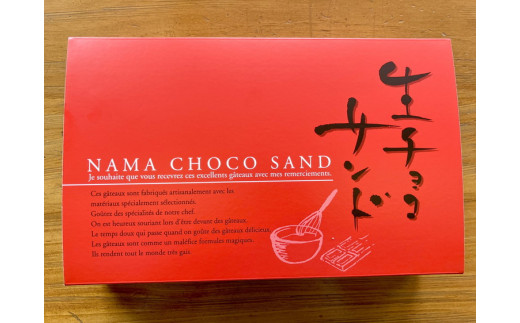 生チョコ
サンド
NAMA CHOCO SAND
Je souhaite que vous recevrez ces excellents gâteaux avec mes remerciements.
Ces gâteaux sont fabriqués artisanalement avec les
matériaux spécialement sélectionnés.
Goûtez des spécialités de notre chef.
On est heureux souriant lors d'être devant des gâteaux.
Le temps doux qui passe quand on goûte des gâteaux délicieux.
Les gâteaux sont comme un maléfice formules magiques.
Ils rendent tout le monde très gais.